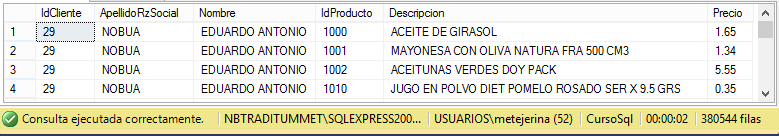 IdCliente ApellidoRzSocial Nombre IdProducto Descripcion Precio
1 29 NOBUA EDUARDO ANTONIO 1000 ACEITE DE GIRASOL 1.65
2 29 NOBUA EDUARDO ANTONIO 1001 MAYONESA CON OLIVA NATURA FRA 500 CM3 1.34
3 29 NOBUA EDUARDO ANTONIO 1002 ACEITUNAS VERDES DOY PACK 5.55
4 29 NOBUA EDUARDO ANTONIO 1010 JUGO EN POLVO DIET POMELO ROSADO SER X 9.5 GRS 0.35
Consulta ejecutada correctamente. NBTRADITUMMET\SQLEXPRESS200... USUARIOS\metejerina (52) CursoSql 00:00:02 380544 filas